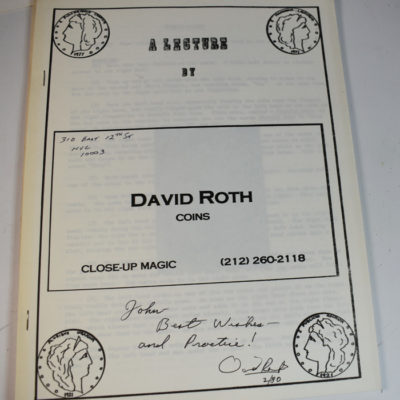 A LECTURE
BY
310 East 12th St
NYC
10003
DAVID ROTH
COINS
CLOSE-UP MAGIC (212) 260-2118
John
Best Wishes—
and Practice!
2/80